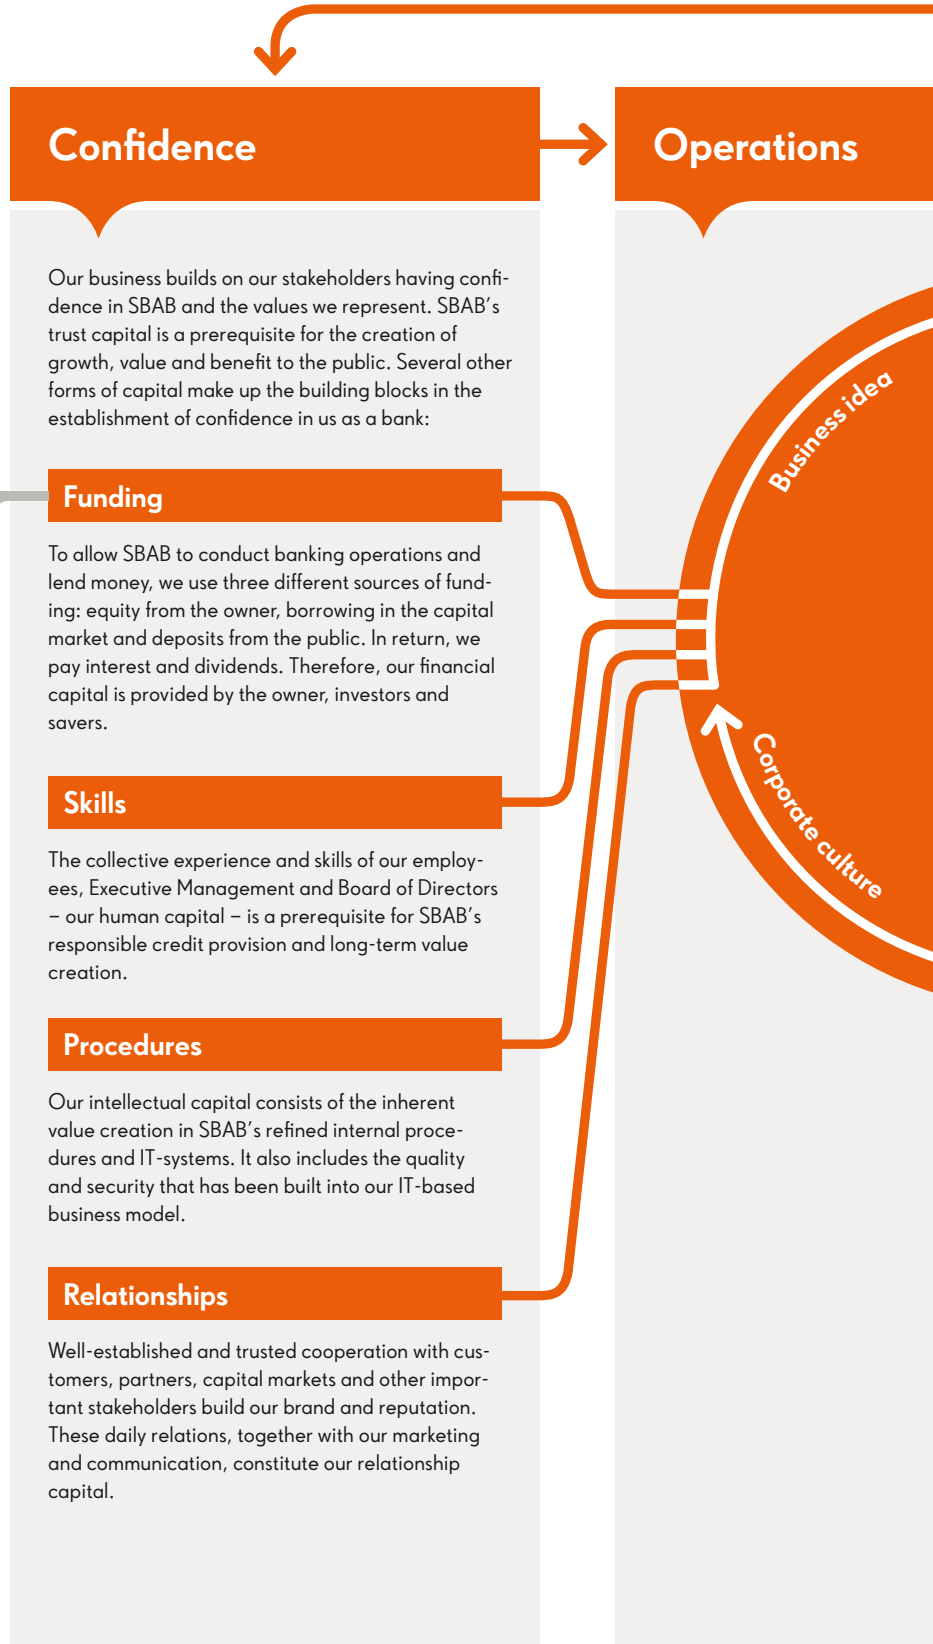 Confidence
Our business builds on our stakeholders having confi-
dence in SBAB and the values we represent. SBAB’s
trust capital is a prerequisite for the creation of
growth, value and benefit to the public. Several other
forms of capital make up the building blocks in the
establishment of confidence in us as a bank:
Funding
To allow SBAB to conduct banking operations and
lend money, we use three different sources of fund-
ing: equity from the owner, borrowing in the capital
market and deposits from the public. In return, we
pay interest and dividends. Therefore, our financial
capital is provided by the owner, investors and
savers.
Skills
The collective experience and skills of our employ-
ees, Executive Management and Board of Directors
– our human capital – is a prerequisite for SBAB’s
responsible credit provision and long-term value
creation.
Procedures
Our intellectual capital consists of the inherent
value creation in SBAB’s refined internal proce-
dures and IT-systems. It also includes the quality
and security that has been built into our IT-based
business model.
Relationships
Well-established and trusted cooperation with cus-
tomers, partners, capital markets and other impor-
tant stakeholders build our brand and reputation.
These daily relations, together with our marketing
and communication, constitute our relationship
capital.
Operations
Business idea
Corporate culture